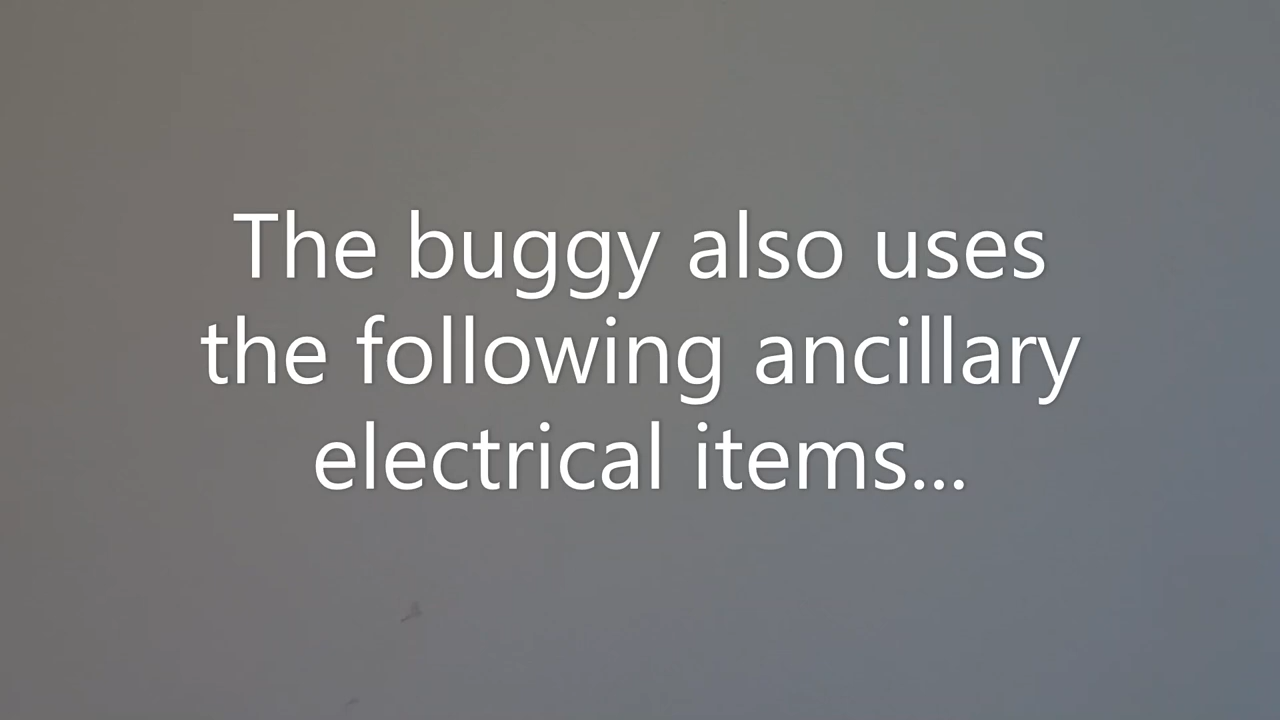 The buggy also uses
the following ancillary
electrical items...